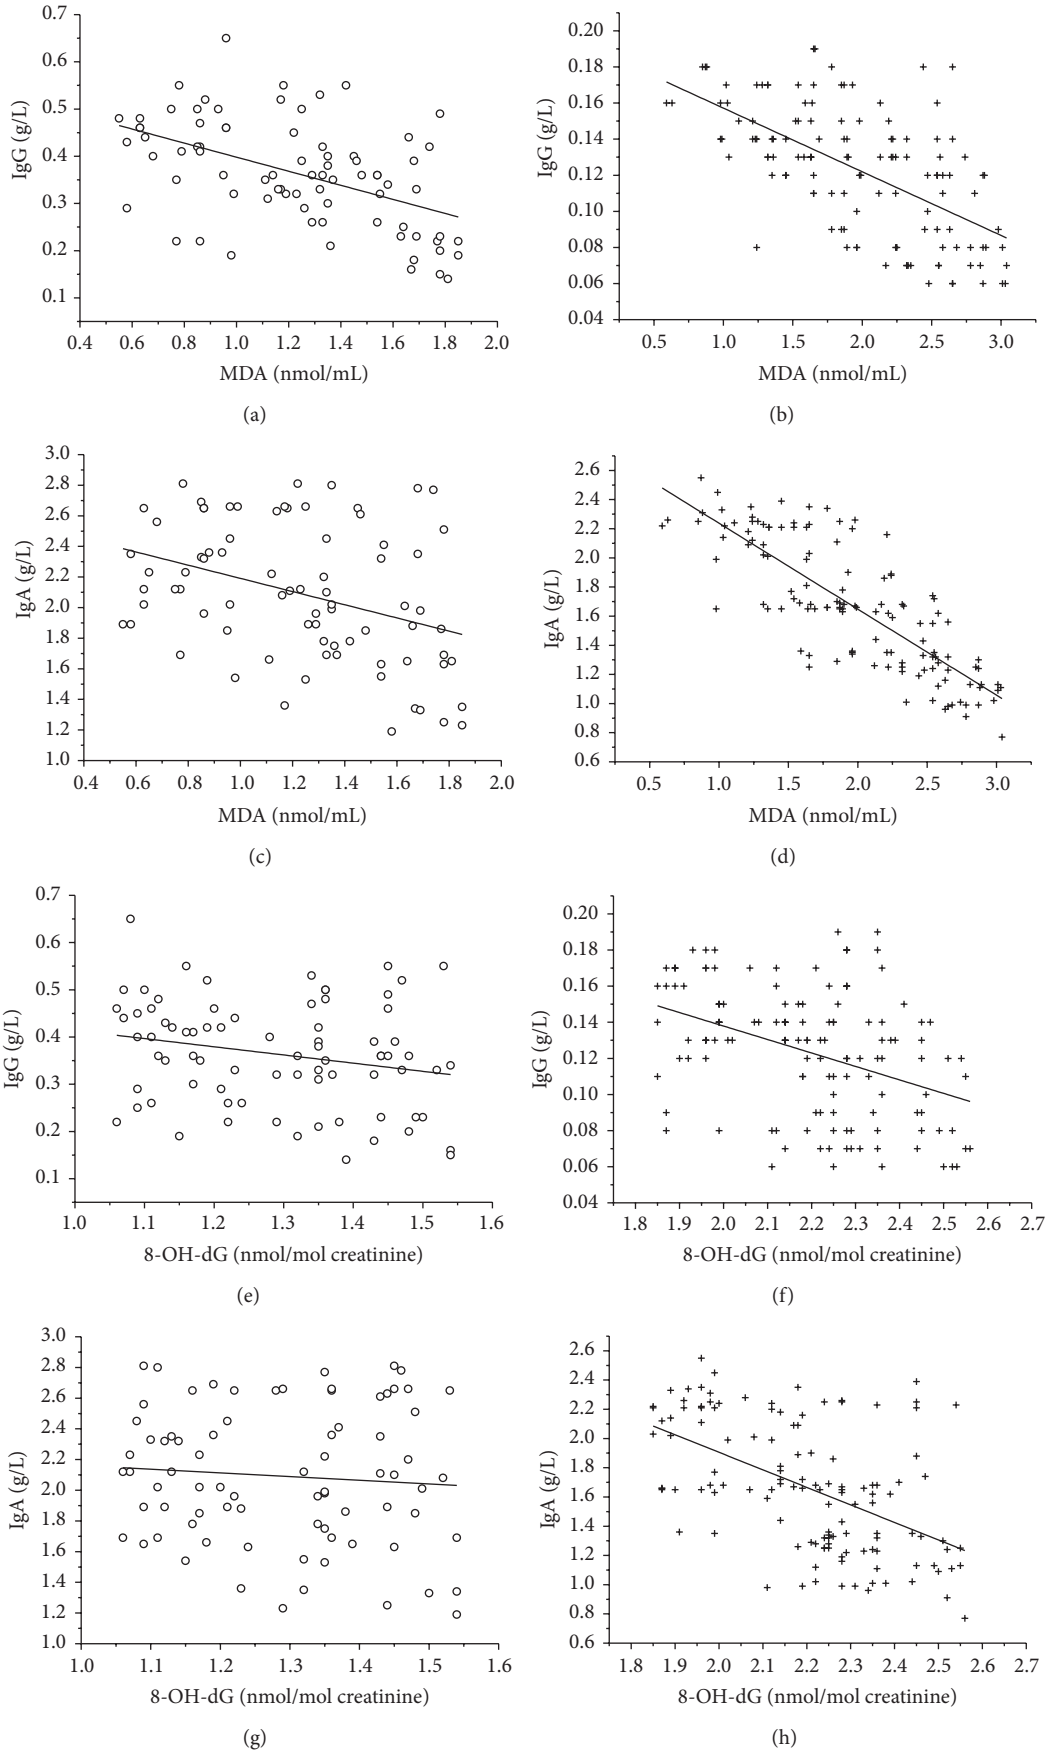 0.7
0.6
0.5
0.4
0.3
0.2
0.1
IgG (g/L)
0.4 0.6 0.8 1.0 1.2 1.4 1.6 1.8 2.0
MDA (nmol/mL)
(a)
0.20
0.18
0.16
0.14
0.12
0.10
0.08
0.06
0.04
IgG (g/L)
0.5 1.0 1.5 2.0 2.5 3.0
MDA (nmol/mL)
(b)
3.0
2.8
2.6
2.4
2.2
2.0
1.8
1.6
1.4
1.2
1.0
IgA (g/L)
0.4 0.6 0.8 1.0 1.2 1.4 1.6 1.8 2.0
MDA (nmol/mL)
(c)
2.6
2.4
2.2
2.0
1.8
1.6
1.4
1.2
1.0
0.8
0.6
IgA (g/L)
0.5 1.0 1.5 2.0 2.5 3.0
MDA (nmol/mL)
(d)
0.7
0.6
0.5
0.4
0.3
0.2
0.1
IgG (g/L)
1.0 1.1 1.2 1.3 1.4 1.5 1.6
8-OH-dG (nmol/mol creatinine)
(e)
0.20
0.18
0.16
0.14
0.12
0.10
0.08
0.06
0.04
IgG (g/L)
1.8 1.9 2.0 2.1 2.2 2.3 2.4 2.5 2.6 2.7
8-OH-dG (nmol/mol creatinine)
(f)
3.0
2.8
2.6
2.4
2.2
2.0
1.8
1.6
1.4
1.2
1.0
IgA (g/L)
1.0 1.1 1.2 1.3 1.4 1.5 1.6
8-OH-dG (nmol/mol creatinine)
(g)
2.6
2.4
2.2
2.0
1.8
1.6
1.4
1.2
1.0
0.8
0.6
IgA (g/L)
1.8 1.9 2.0 2.1 2.2 2.3 2.4 2.5 2.6 2.7
8-OH-dG (nmol/mol creatinine)
(h)